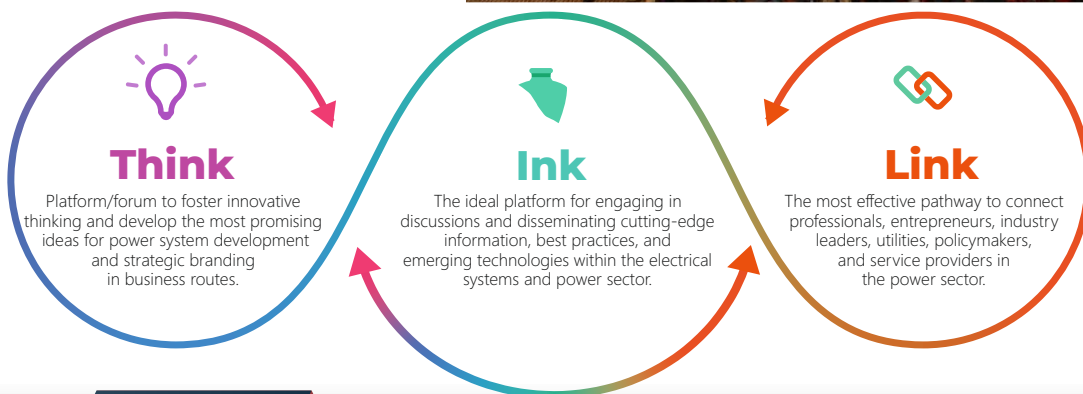 Think
Platform/forum to foster innovative
thinking and develop the most promising
ideas for power system development
and strategic branding
in business routes.
Ink
The ideal platform for engaging in
discussions and disseminating cutting-edge
information, best practices, and
emerging technologies within the electrical
systems and power sector.
Link
The most effective pathway to connect
professionals, entrepreneurs, industry
leaders, utilities, policymakers,
and service providers in
the power sector.